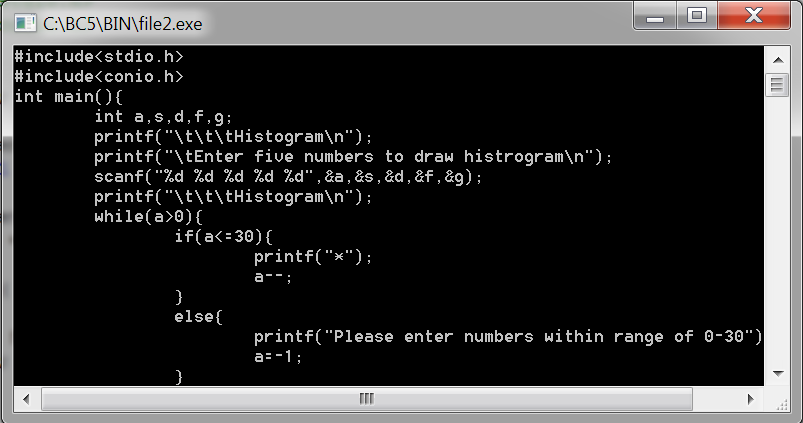 C:\BC5\BIN\file2.exe
#include<stdio.h>
#include<conio.h>
int main(){
        int a,s,d,f,g;
        printf("\t\t\tHistogram\n");
        printf("\tEnter five numbers to draw histrogram\n");
        scanf("%d %d %d %d %d",&a,&s,&d,&f,&g);
        printf("\t\t\tHistogram\n");
        while(a>0){
                if(a<=30){
                        printf("*");
                        a--;
                }
                else{
                        printf("Please enter numbers within range of 0-30")
                        a=-1;
                }